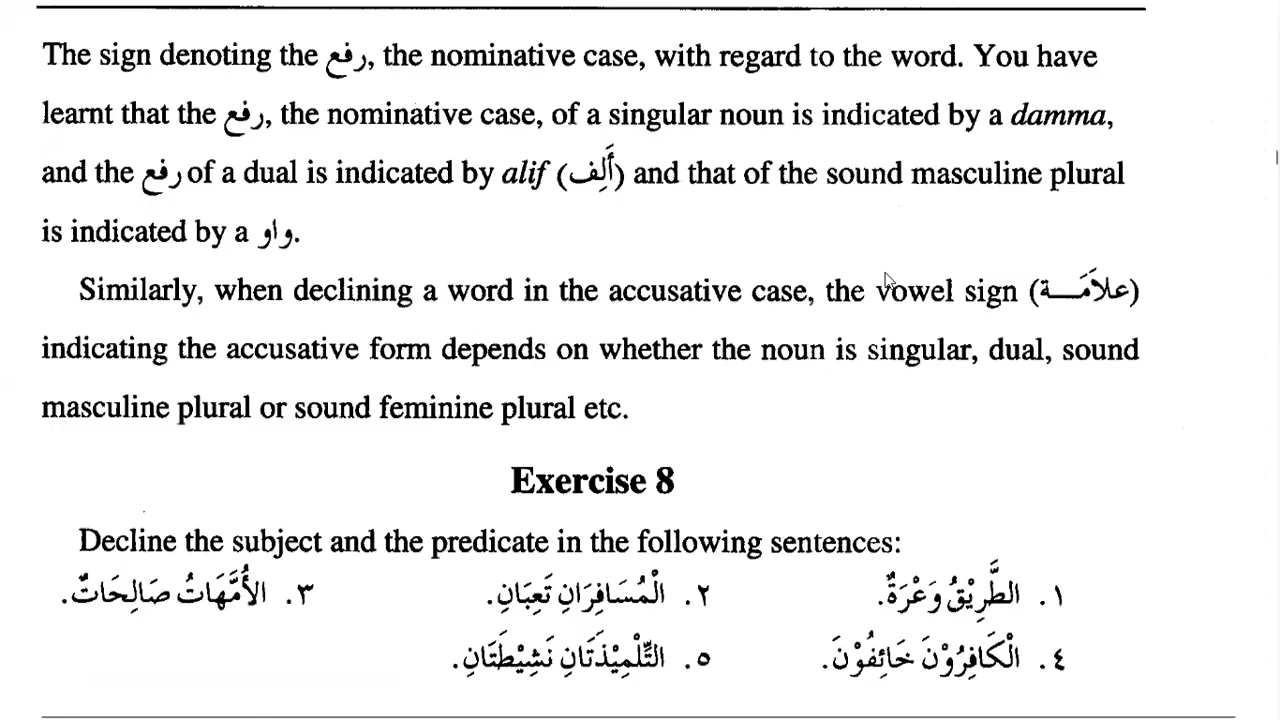 The sign denoting the رفع, the nominative case, with regard to the word. You have
learnt that the رفع, the nominative case, of a singular noun is indicated by a damma,
and the رفع of a dual is indicated by alif (أَلِف) and that of the sound masculine plural
is indicated by a واو.
Similarly, when declining a word in the accusative case, the vowel sign (علاَمَـــة)
indicating the accusative form depends on whether the noun is singular, dual, sound
masculine plural or sound feminine plural etc.
Exercise 8
Decline the subject and the predicate in the following sentences:
١. الطَّرِيْقُ وَعْرَةٌ. ٢. الْمُسَافِرَانِ تَعِبَانِ. ٣. الأُمَّهَاتُ صَالِحَاتٌ.
٤. الْكَافِرُوْنَ خَائِفُوْنَ. ٥. التِّلْمِيْذَتَانِ نَشِيْطَتَانِ.